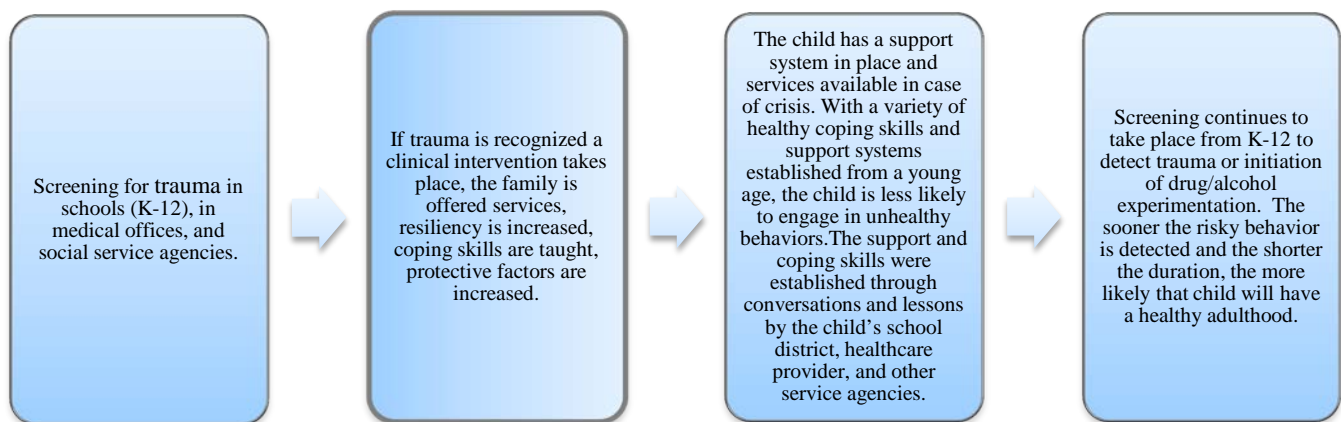 Screening for trauma in
schools (K-12), in
medical offices, and
social service agencies.
If trauma is recognized a
clinical intervention takes
place, the family is
offered services,
resiliency is increased,
coping skills are taught,
protective factors are
increased.
The child has a support
system in place and
services available in case
of crisis. With a variety of
healthy coping skills and
support systems
established from a young
age, the child is less likely
to engage in unhealthy
behaviors.The support and
coping skills were
established through
conversations and lessons
by the child’s school
district, healthcare
provider, and other
service agencies.
Screening continues to
take place from K-12 to
detect trauma or initiation
of drug/alcohol
experimentation.  The
sooner the risky behavior
is detected and the shorter
the duration, the more
likely that child will have
a healthy adulthood.